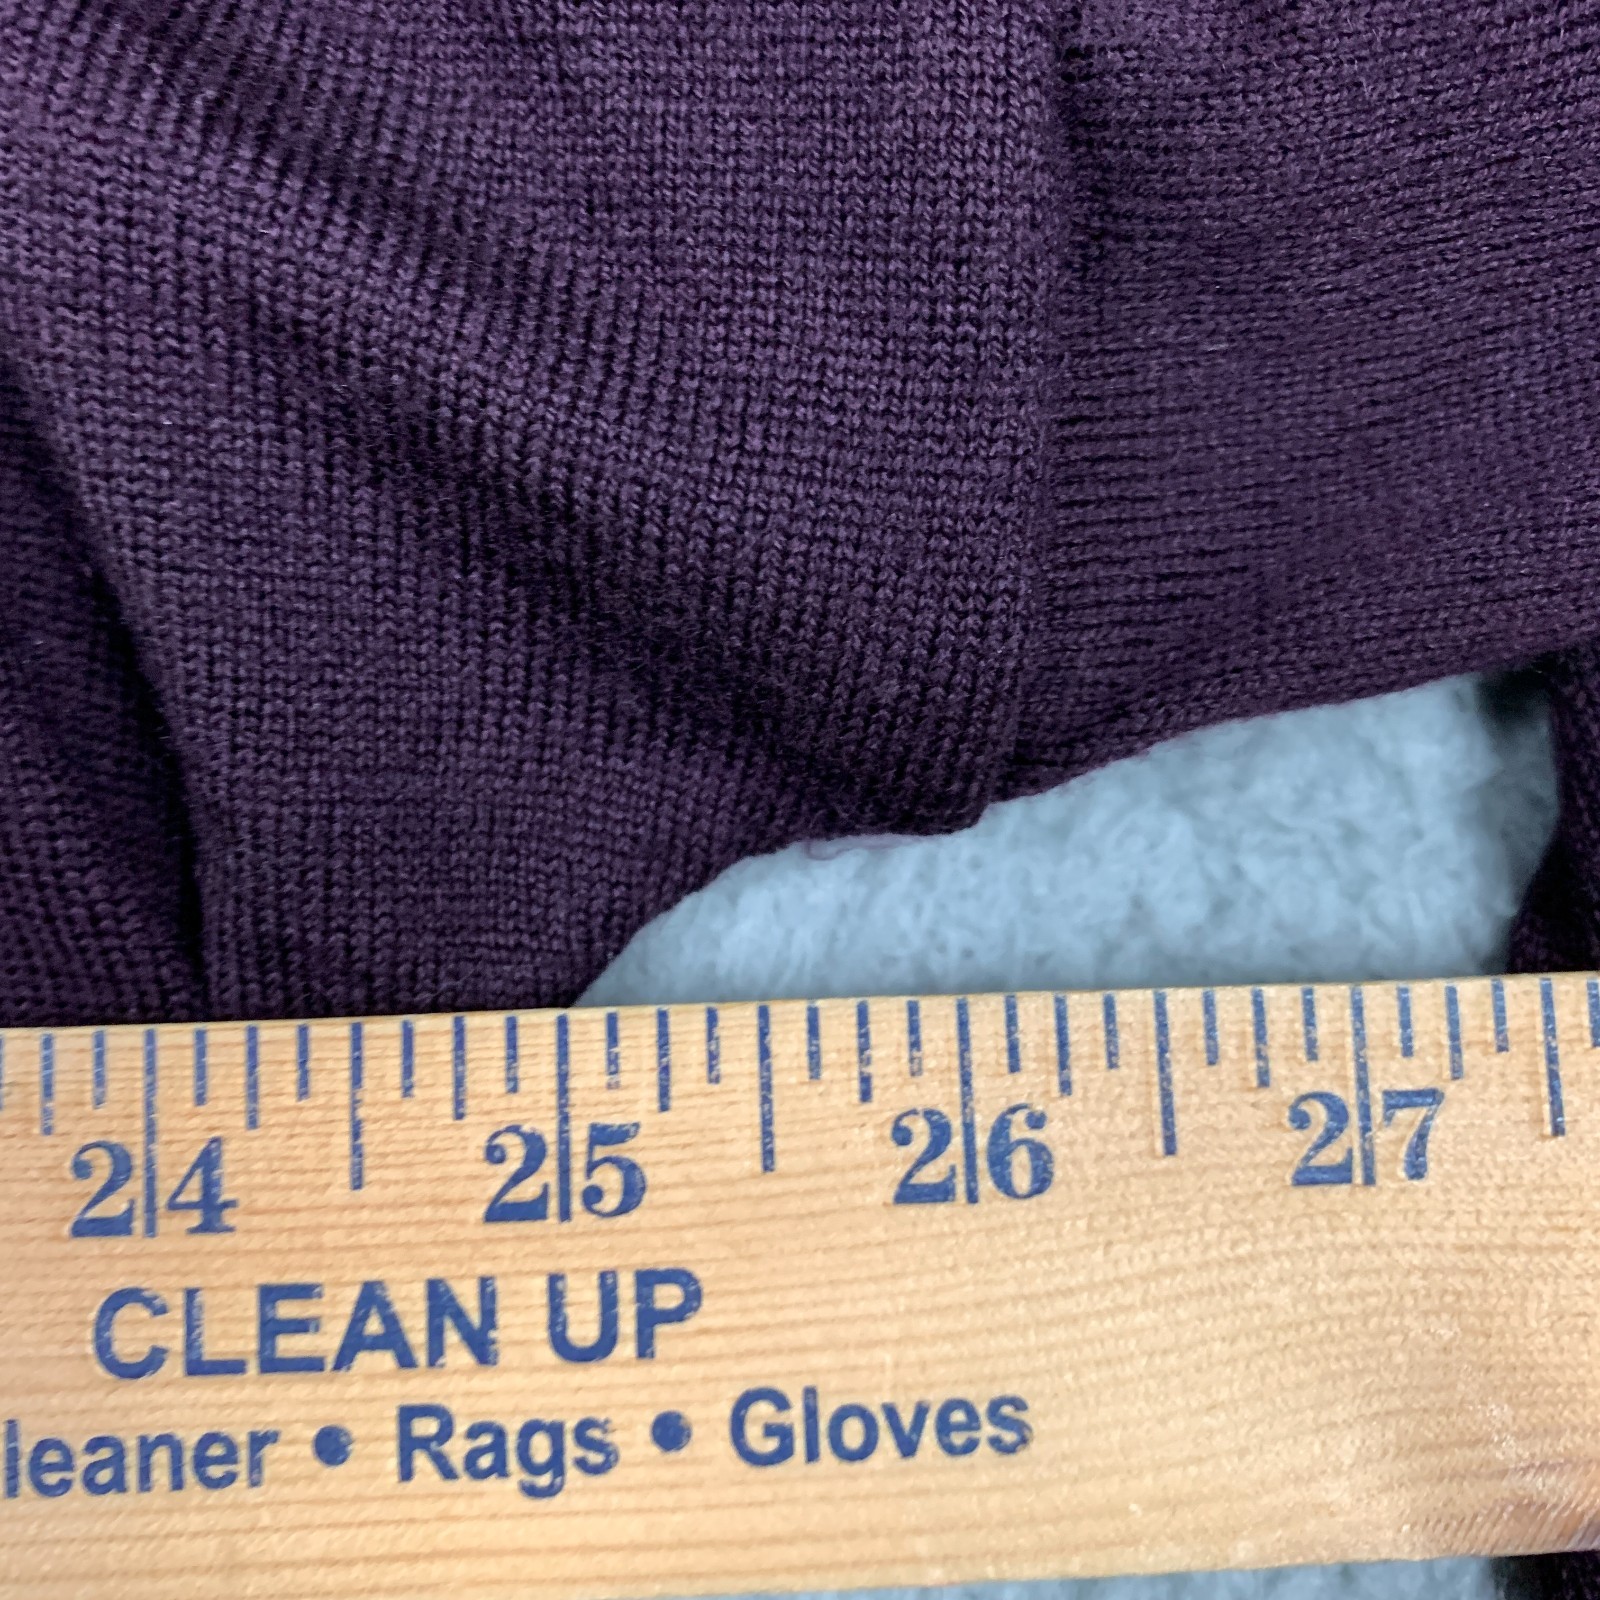 24 25 26 27
CLEAN UP
leaner • Rags • Gloves